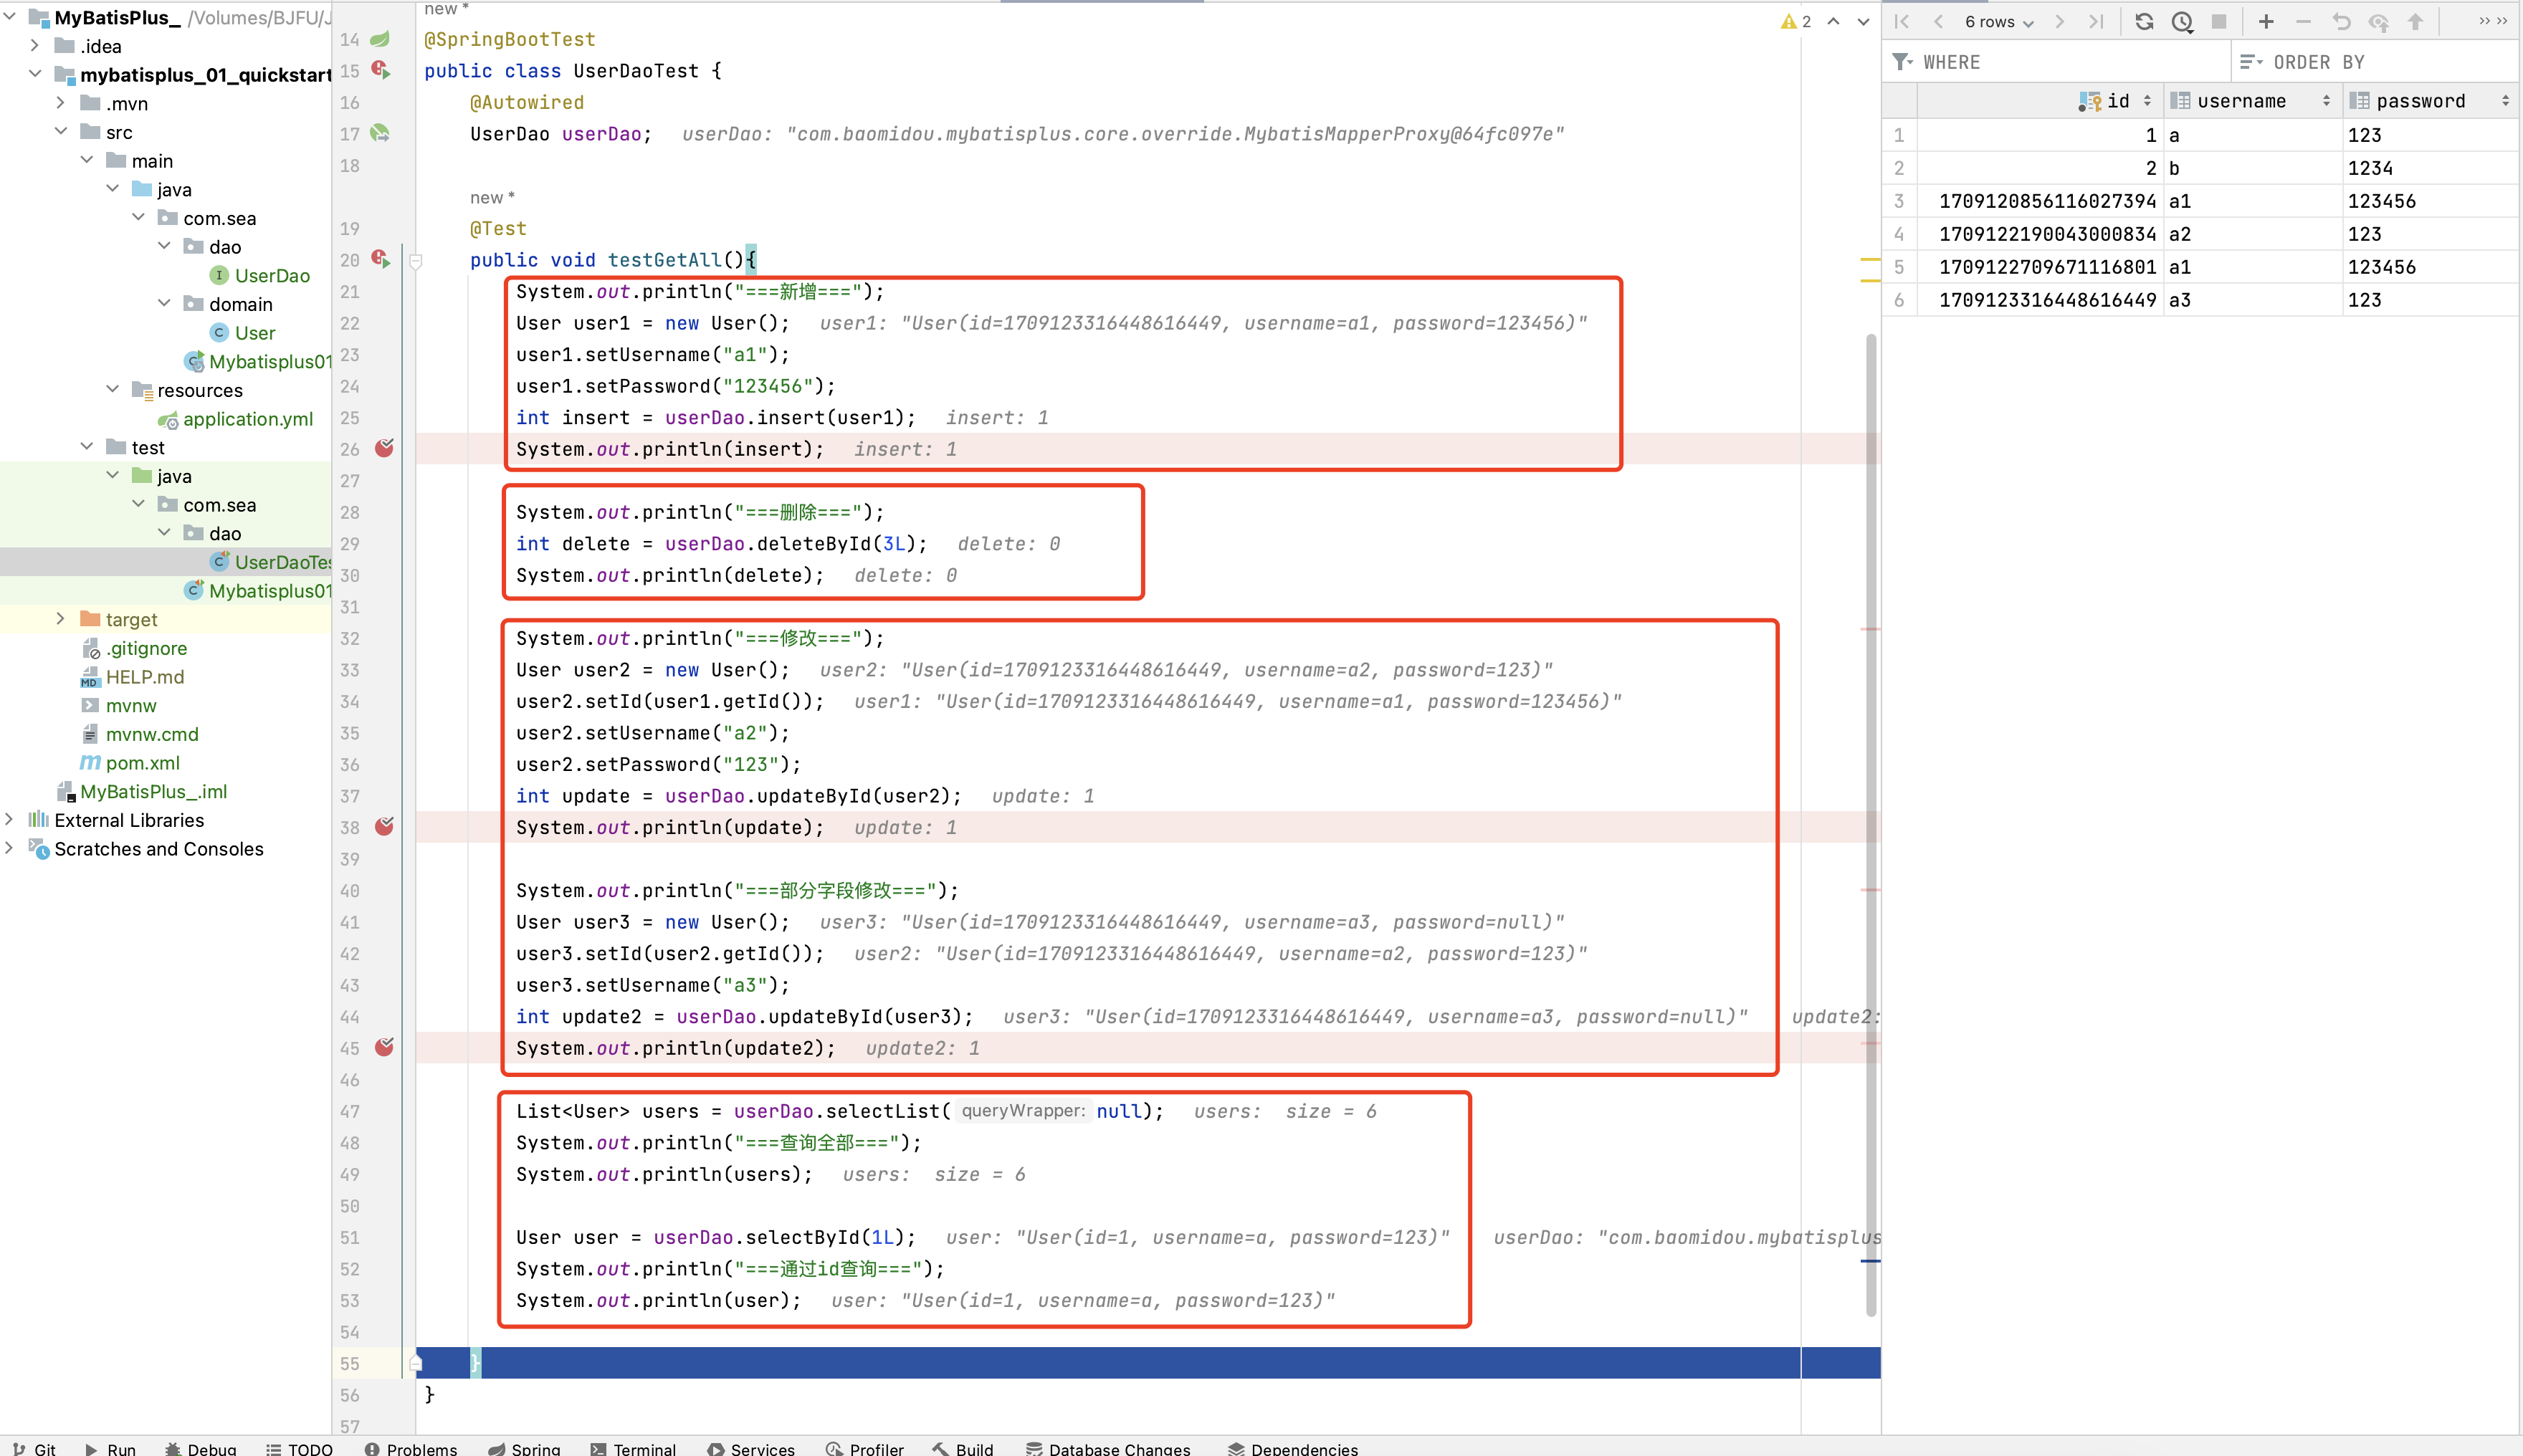 MyBatisPlus_ /Volumes/BJFU/J
.idea
mybatisplus_01_quickstart
.mvn
src
main
java
com.sea
dao
UserDao
domain
User
Mybatisplus01
resources
application.yml
test
java
com.sea
dao
UserDaoTes
Mybatisplus01
target
.gitignore
HELP.md
mvnw
mvnw.cmd
pom.xml
MyBatisPlus_.iml
External Libraries
Scratches and Consoles
new *
14 @SpringBootTest
15 public class UserDaoTest {
16 @Autowired
17 UserDao userDao; userDao: "com.baomidou.mybatisplus.core.override.MybatisMapperProxy@64fc097e"
18
new *
19 @Test
20 public void testGetAll(){
21 System.out.println("===新增===");
22 User user1 = new User(); user1: "User(id=1709123316448616449, username=a1, password=123456)"
23 user1.setUsername("a1");
24 user1.setPassword("123456");
25 int insert = userDao.insert(user1); insert: 1
26 System.out.println(insert); insert: 1
27
28 System.out.println("===删除===");
29 int delete = userDao.deleteById(3L); delete: 0
30 System.out.println(delete); delete: 0
31
32 System.out.println("===修改===");
33 User user2 = new User(); user2: "User(id=1709123316448616449, username=a2, password=123)"
34 user2.setId(user1.getId()); user1: "User(id=1709123316448616449, username=a1, password=123456)"
35 user2.setUsername("a2");
36 user2.setPassword("123");
37 int update = userDao.updateById(user2); update: 1
38 System.out.println(update); update: 1
39
40 System.out.println("===部分字段修改===");
41 User user3 = new User(); user3: "User(id=1709123316448616449, username=a3, password=null)"
42 user3.setId(user2.getId()); user2: "User(id=1709123316448616449, username=a2, password=123)"
43 user3.setUsername("a3");
44 int update2 = userDao.updateById(user3); user3: "User(id=1709123316448616449, username=a3, password=null)" update2:
45 System.out.println(update2); update2: 1
46
47 List<User> users = userDao.selectList( queryWrapper: null); users: size = 6
48 System.out.println("===查询全部===");
49 System.out.println(users); users: size = 6
50
51 User user = userDao.selectById(1L); user: "User(id=1, username=a, password=123)" userDao: "com.baomidou.mybatisplus
52 System.out.println("===通过id查询===");
53 System.out.println(user); user: "User(id=1, username=a, password=123)"
54
55 }
56 }
57
2
6 rows
WHERE ORDER BY
id username password
1 1 a 123
2 2 b 1234
3 1709120856116027394 a1 123456
4 1709122190043000834 a2 123
5 1709122709671116801 a1 123456
6 1709123316448616449 a3 123
Git Run Debug TODO Problems Spring Terminal Services Profiler Build Database Changes Dependencies